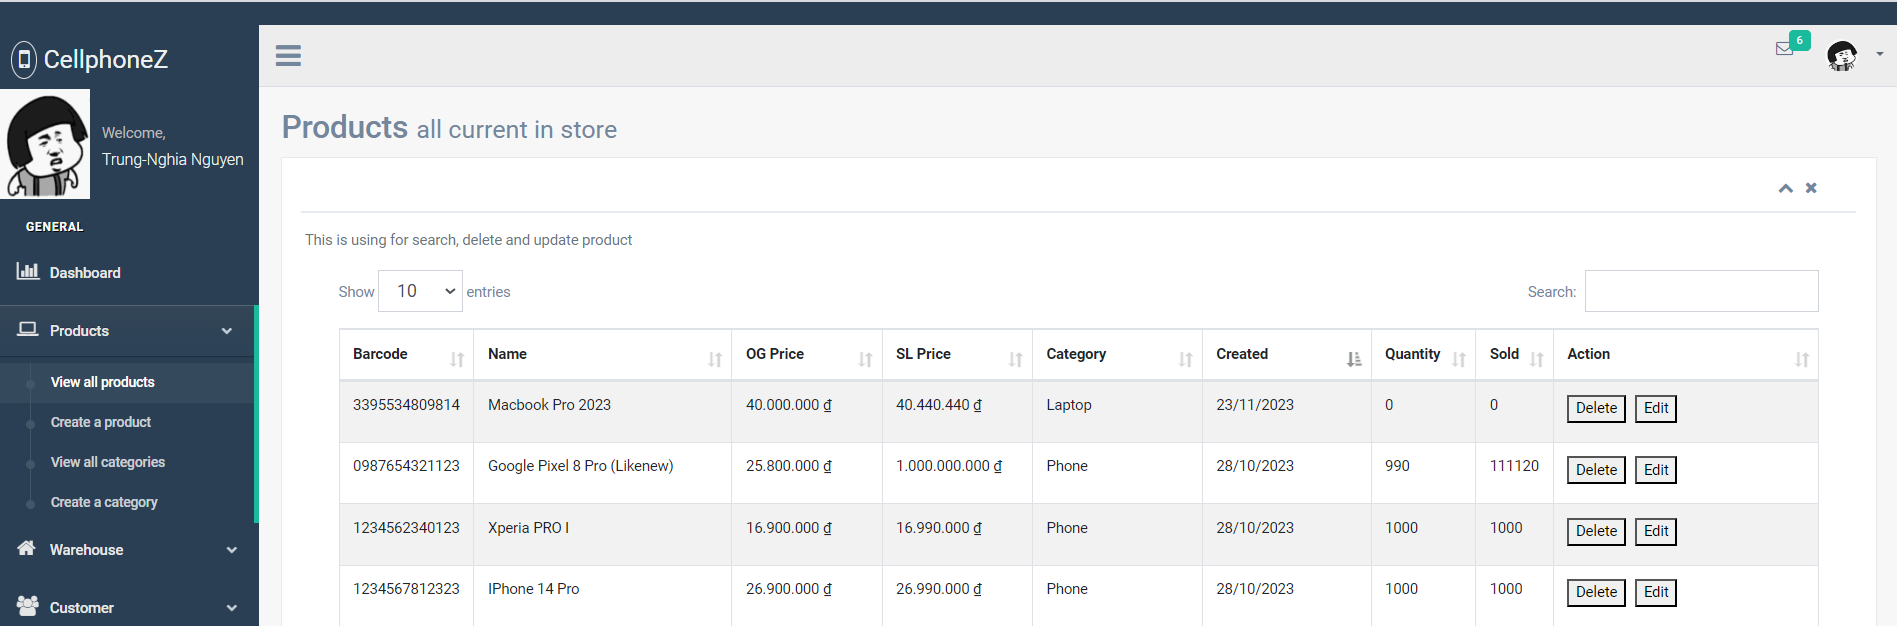 CellphoneZ
6
Welcome,
Trung-Nghia Nguyen
GENERAL
Dashboard
Products
View all products
Create a product
View all categories
Create a category
Warehouse
Customer
Products all current in store
This is using for search, delete and update product
Show 10 entries Search:
Barcode Name OG Price SL Price Category Created Quantity Sold Action
3395534809814 Macbook Pro 2023 40.000.000 ₫ 40.440.440 ₫ Laptop 23/11/2023 0 0 Delete Edit
0987654321123 Google Pixel 8 Pro (Likenew) 25.800.000 ₫ 1.000.000.000 ₫ Phone 28/10/2023 990 111120 Delete Edit
1234562340123 Xperia PRO I 16.900.000 ₫ 16.990.000 ₫ Phone 28/10/2023 1000 1000 Delete Edit
1234567812323 IPhone 14 Pro 26.900.000 ₫ 26.990.000 ₫ Phone 28/10/2023 1000 1000 Delete Edit